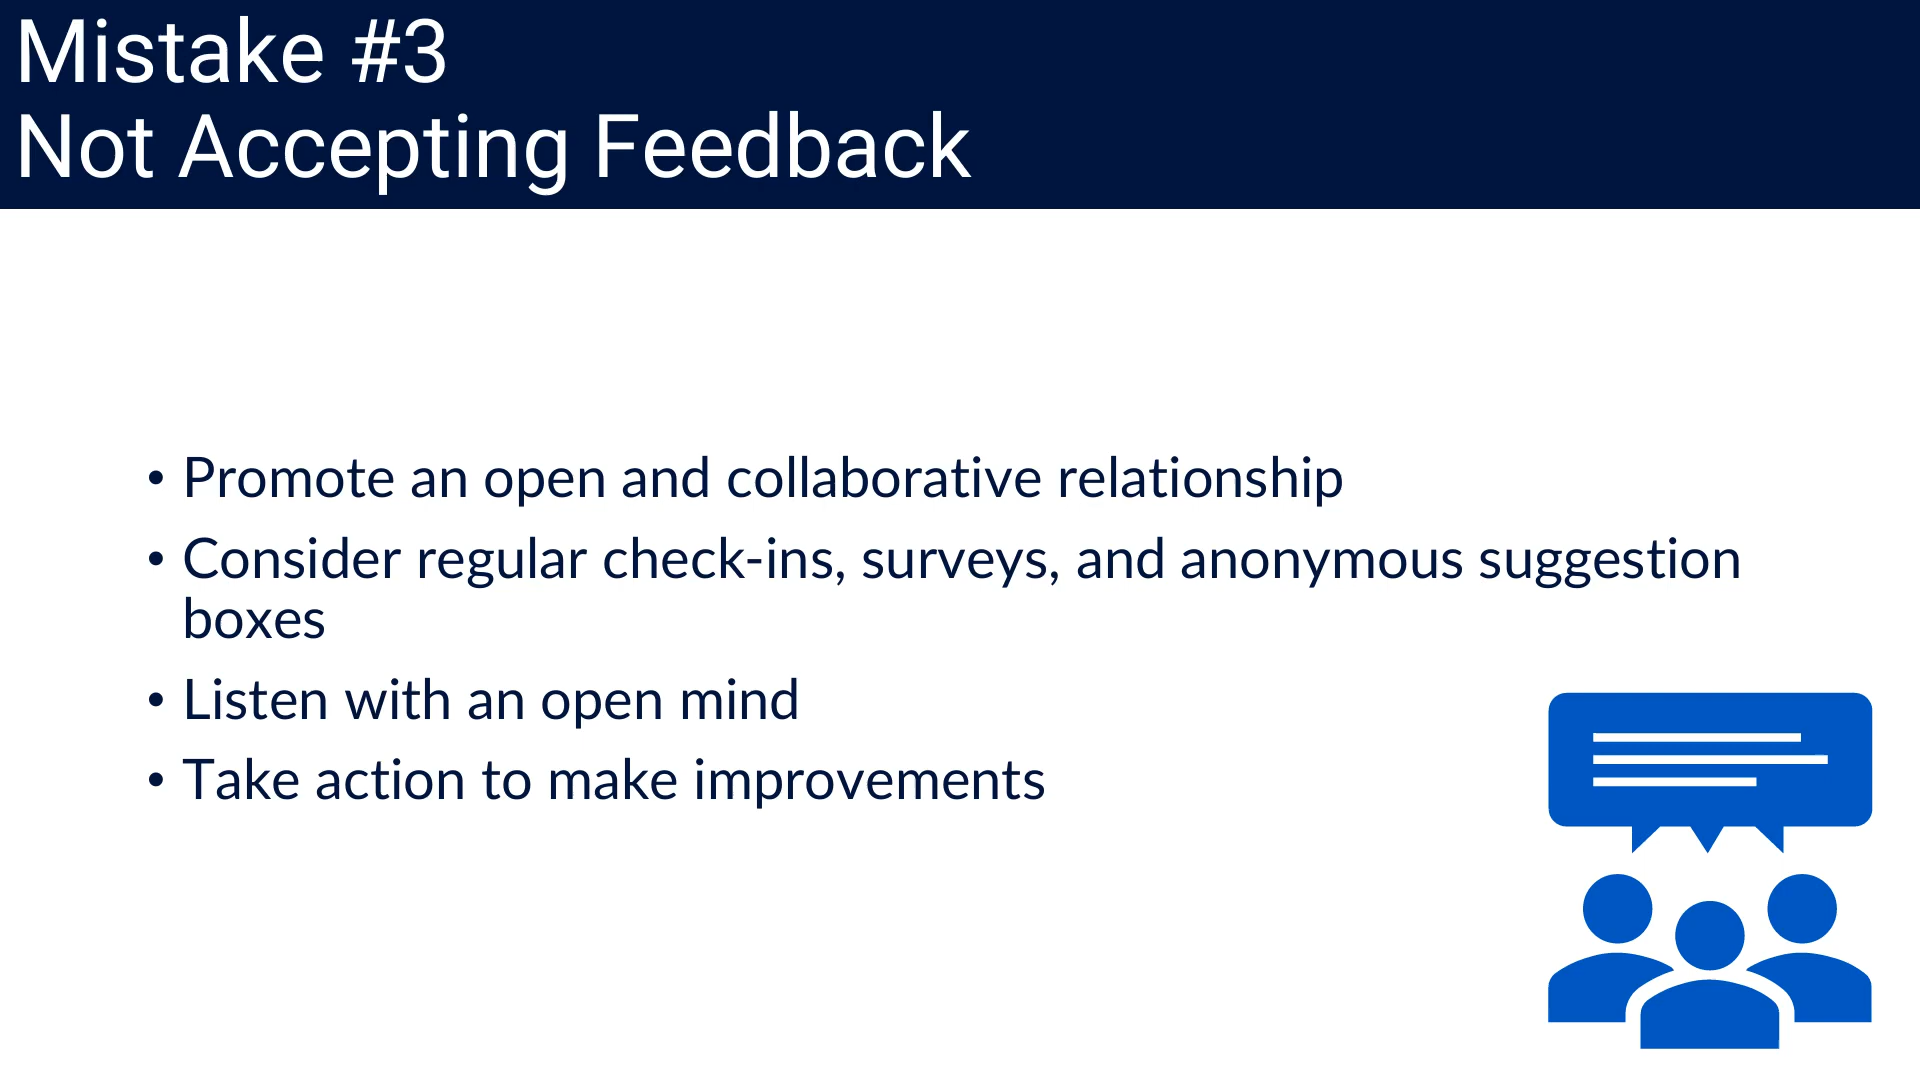 Mistake #3
Not Accepting Feedback
• Promote an open and collaborative relationship
• Consider regular check-ins, surveys, and anonymous suggestion
boxes
• Listen with an open mind
• Take action to make improvements